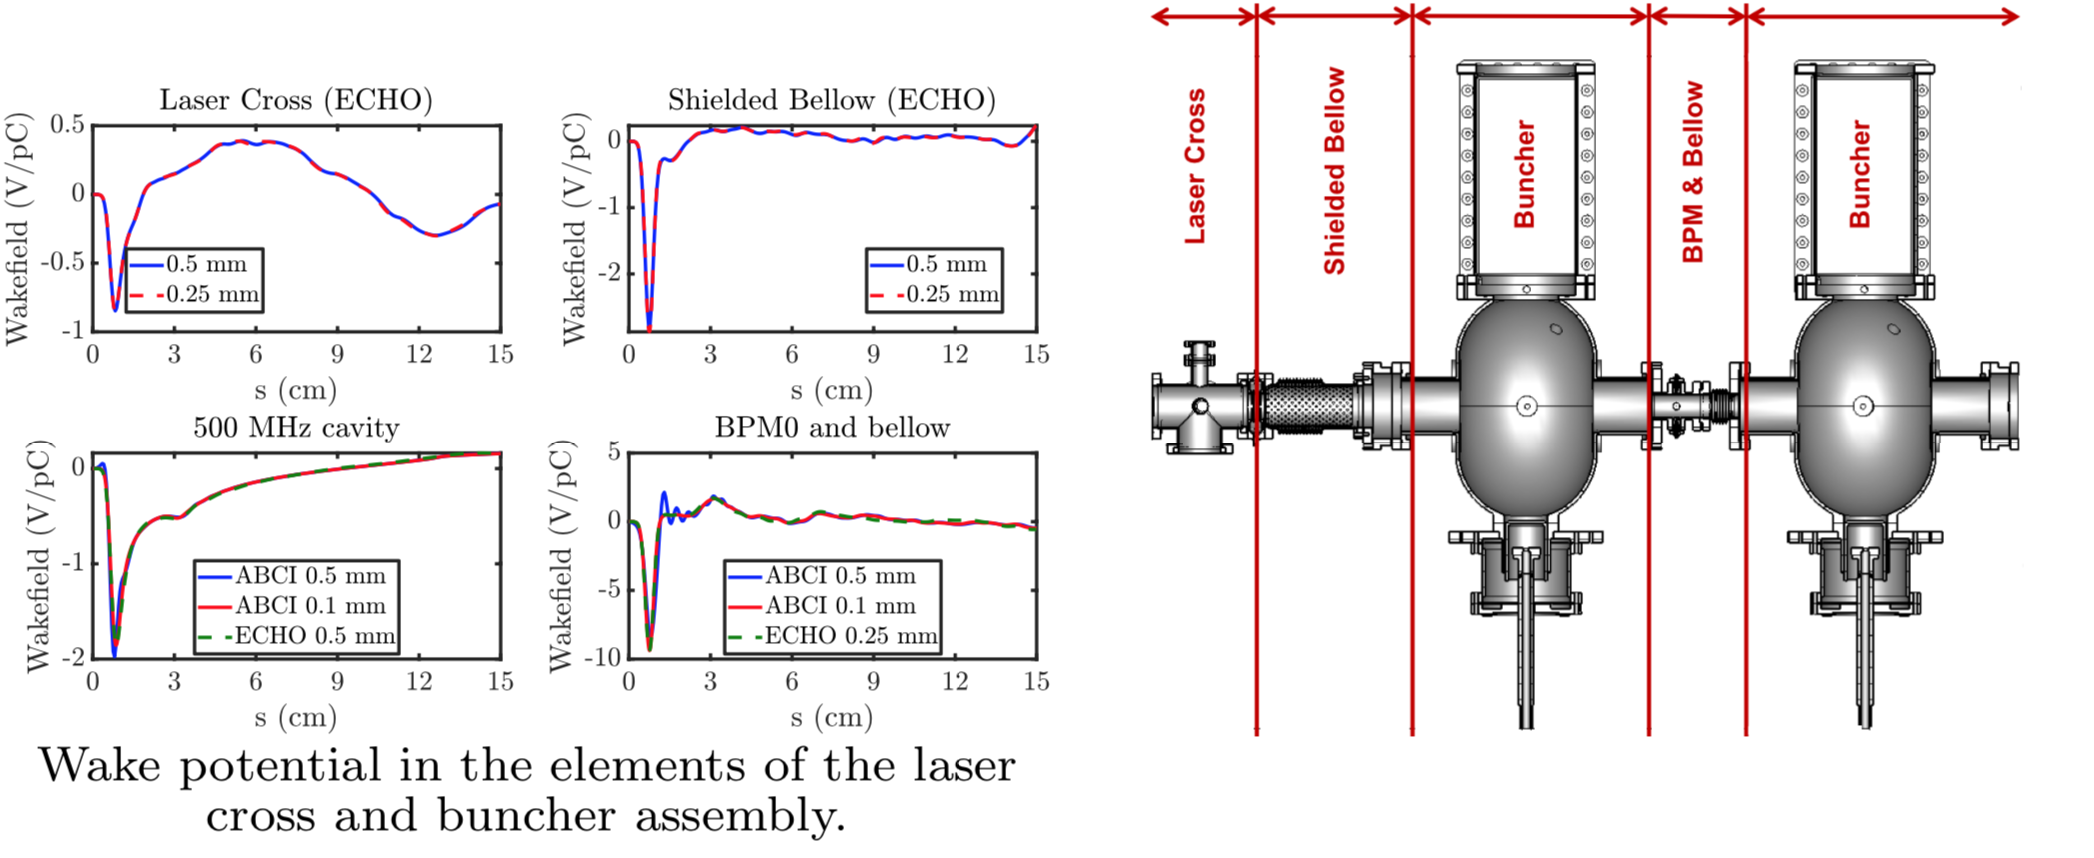 Laser Cross (ECHO)
Wakefield (V/pC)
0.5
0
-0.5
-1
0.5 mm
0.25 mm
0 3 6 9 12 15
s (cm)
Shielded Bellow (ECHO)
Wakefield (V/pC)
0
-1
-2
0.5 mm
0.25 mm
0 3 6 9 12 15
s (cm)
500 MHz cavity
Wakefield (V/pC)
0
-1
-2
ABCI 0.5 mm
ABCI 0.1 mm
ECHO 0.5 mm
0 3 6 9 12 15
s (cm)
BPM0 and bellow
Wakefield (V/pC)
5
0
-5
-10
ABCI 0.5 mm
ABCI 0.1 mm
ECHO 0.25 mm
0 3 6 9 12 15
s (cm)
Wake potential in the elements of the laser
cross and buncher assembly.
Laser Cross
Shielded Bellow
Buncher
BPM & Bellow
Buncher